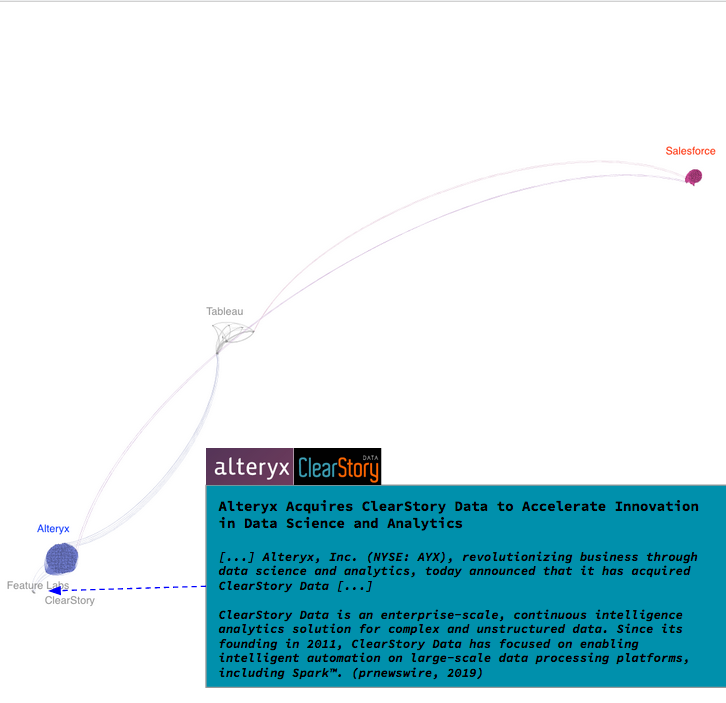 Salesforce
Tableau
alteryx ClearStory DATA
Alteryx Acquires ClearStory Data to Accelerate Innovation
in Data Science and Analytics
[...] Alteryx, Inc. (NYSE: AYX), revolutionizing business through
data science and analytics, today announced that it has acquired
ClearStory Data [...]
ClearStory Data is an enterprise-scale, continuous intelligence
analytics solution for complex and unstructured data. Since its
founding in 2011, ClearStory Data has focused on enabling
intelligent automation on large-scale data processing platforms,
including Spark™. (prnewswire, 2019)
Alteryx
Feature Labs
ClearStory